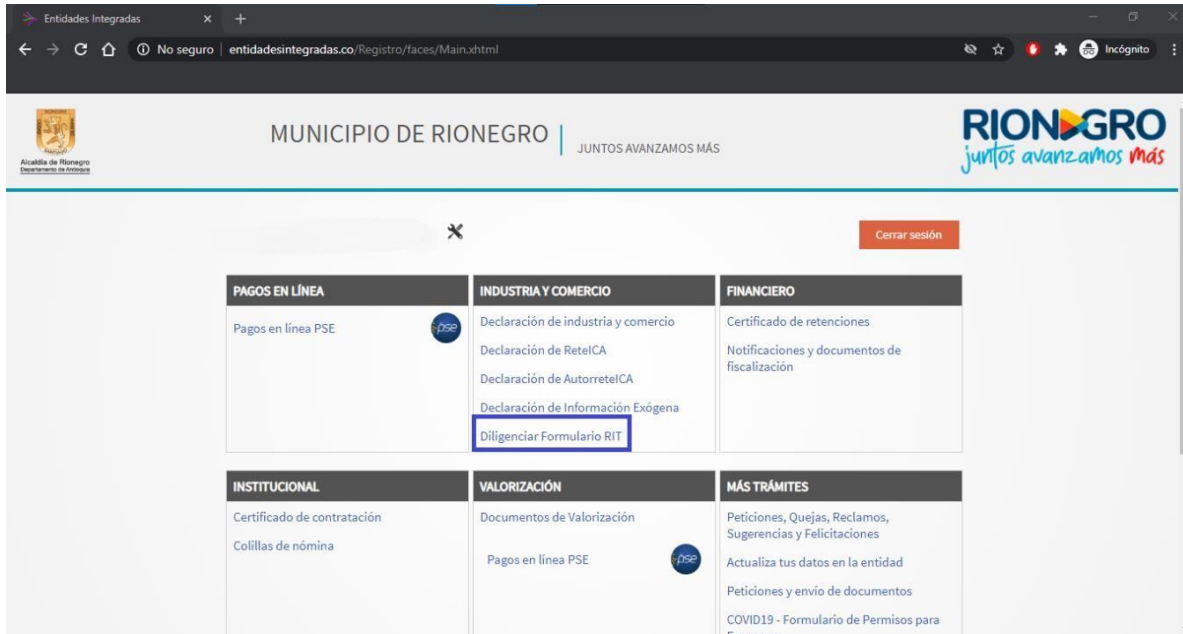 Entidades Integradas
No seguro | entidadesintegradas.co/Registro/faces/Main.xhtml
Incógnito
Alcaldía de Rionegro
Departamento de Antioquia
MUNICIPIO DE RIONEGRO | JUNTOS AVANZAMOS MÁS
RIONEGRO
juntos avanzamos más
Cerrar sesión
PAGOS EN LÍNEA
Pagos en línea PSE
pse
INDUSTRIA Y COMERCIO
Declaración de industria y comercio
Declaración de ReteICA
Declaración de AutorreteICA
Declaración de Información Exógena
Diligenciar Formulario RIT
FINANCIERO
Certificado de retenciones
Notificaciones y documentos de
fiscalización
INSTITUCIONAL
Certificado de contratación
Colillas de nómina
VALORIZACIÓN
Documentos de Valorización
Pagos en línea PSE
pse
MÁS TRÁMITES
Peticiones, Quejas, Reclamos,
Sugerencias y Felicitaciones
Actualiza tus datos en la entidad
Peticiones y envío de documentos
COVID19 - Formulario de Permisos para